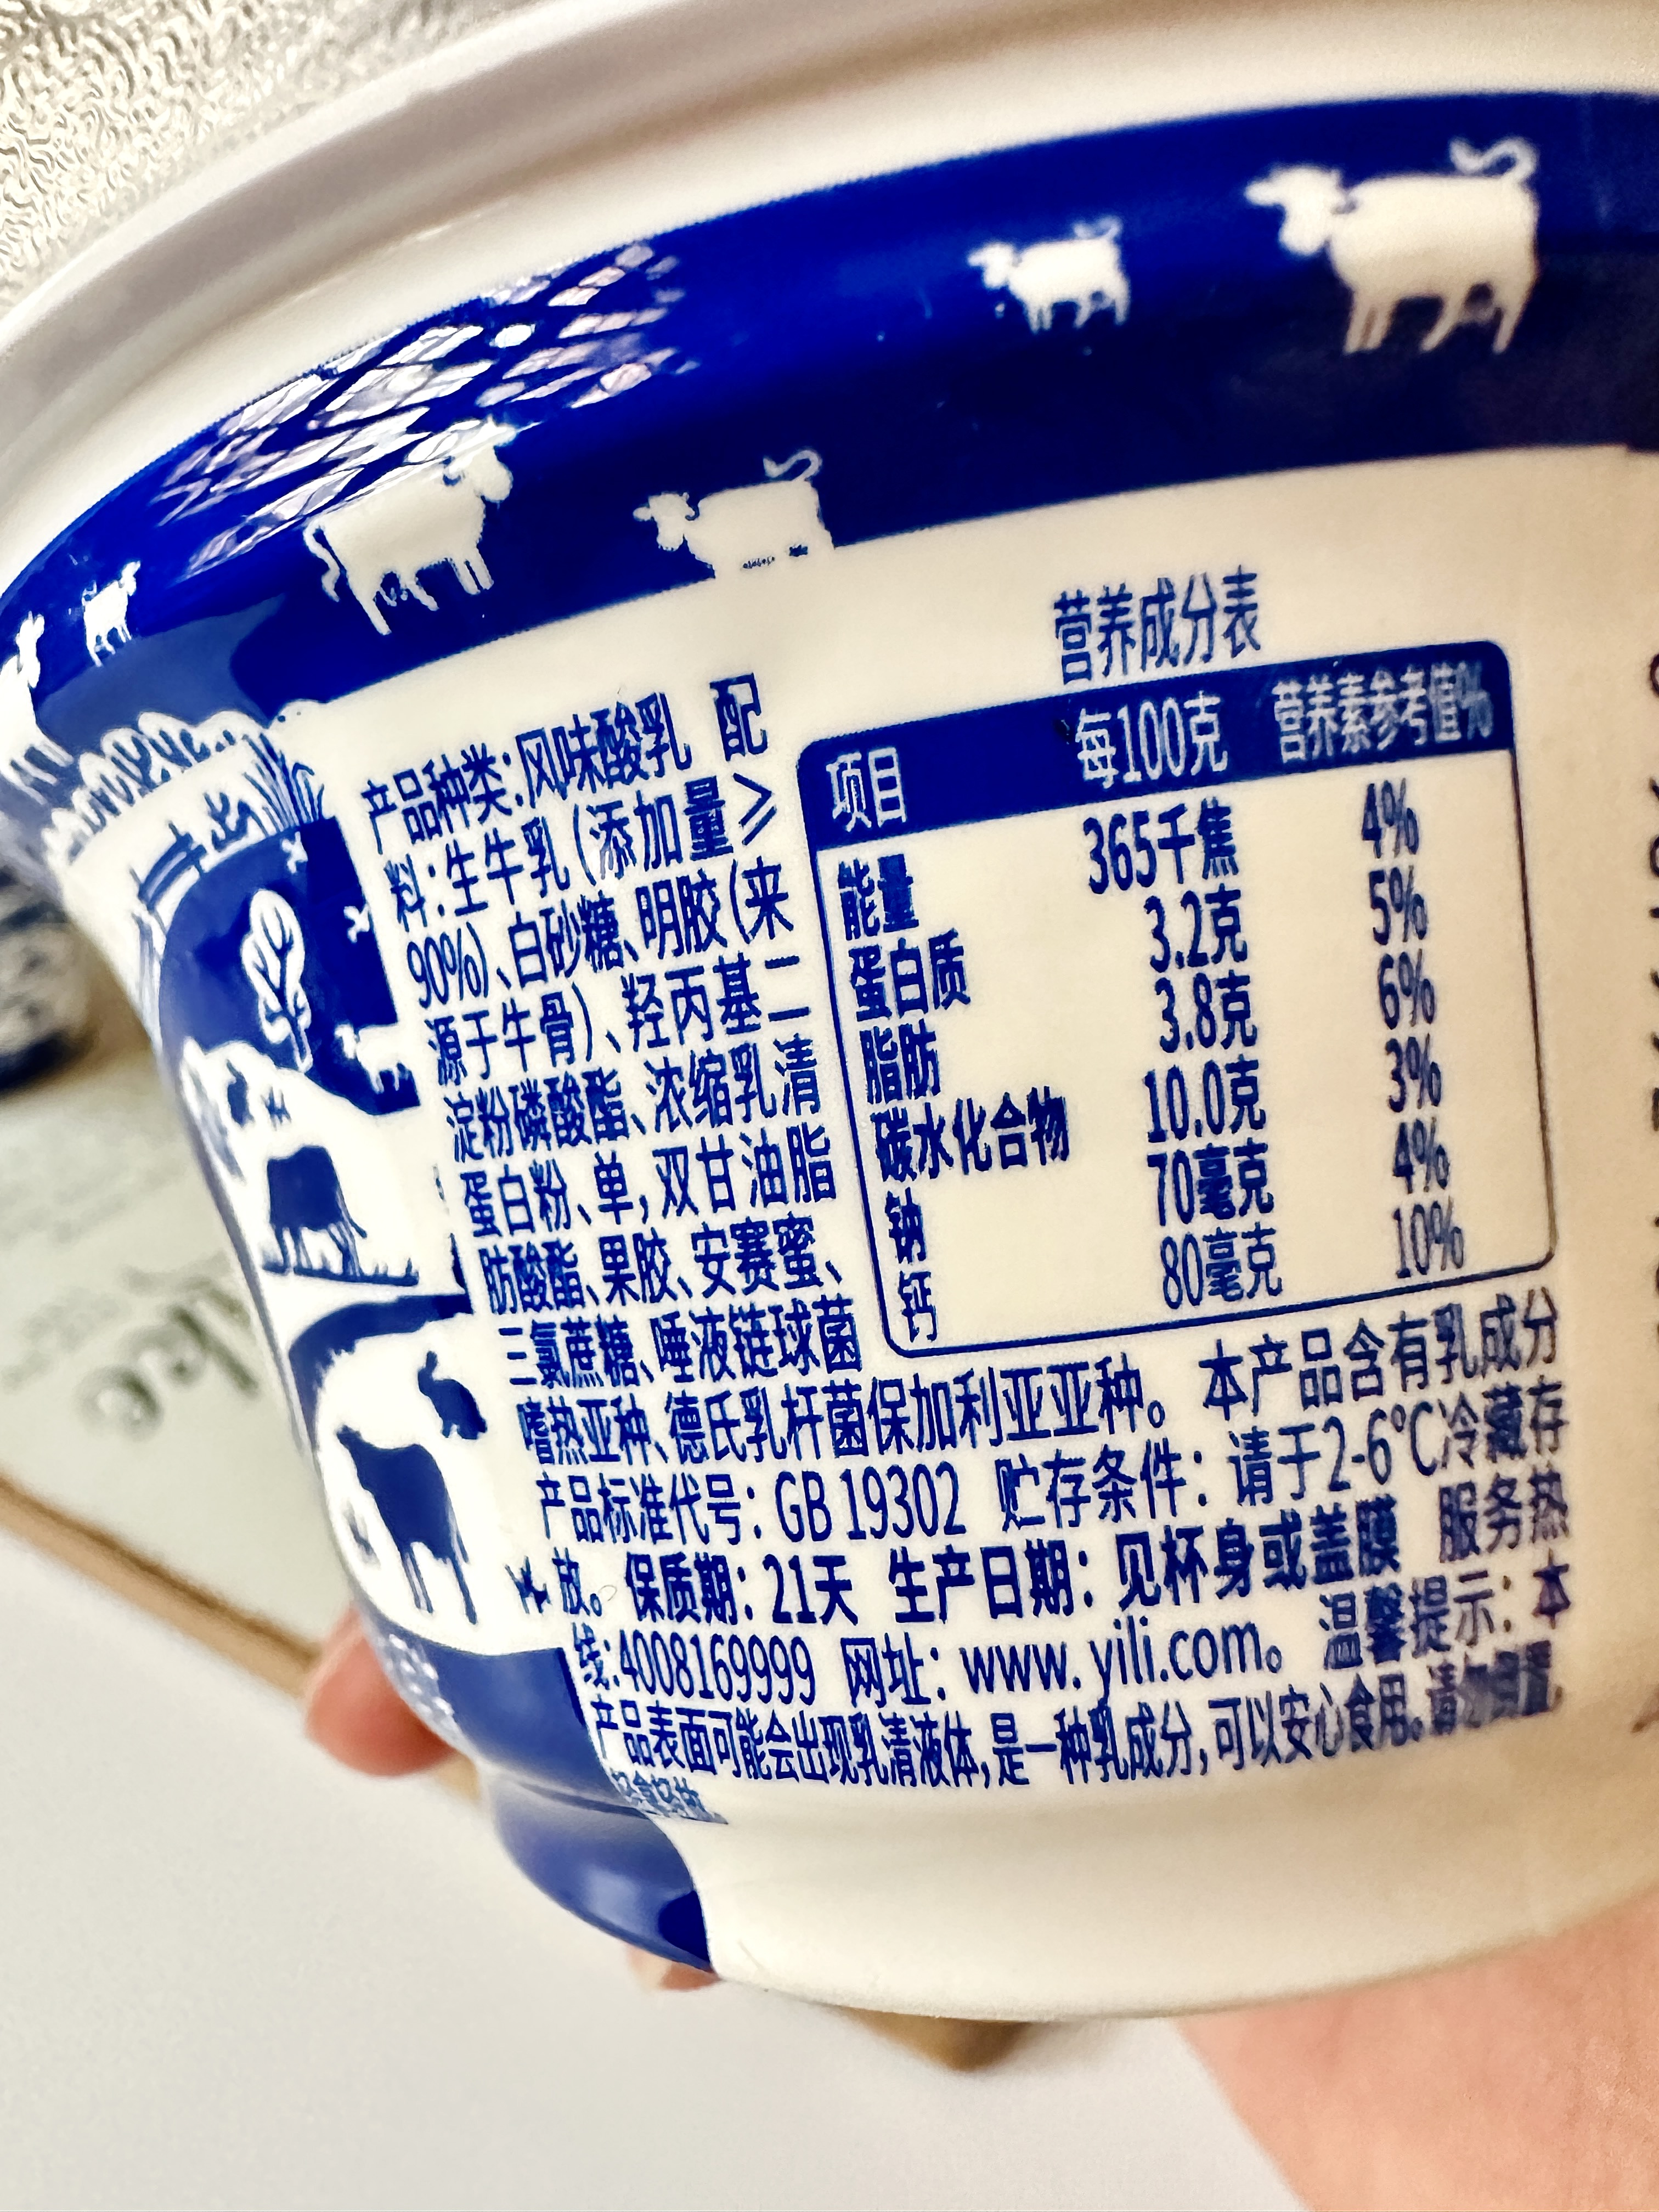 产品种类:风味酸乳 配
料:生牛乳(添加量≥
90%)、白砂糖、明胶(来
源于牛骨)、羟丙基二
淀粉磷酸酯、浓缩乳清
蛋白粉、单,双甘油脂
肪酸酯、果胶、安赛蜜、
三氯蔗糖、唾液链球菌
嗜热亚种、德氏乳杆菌保加利亚亚种。 本产品含有乳成分
产品标准代号: GB 19302 贮存条件: 请于2-6℃冷藏存
放。 保质期: 21天 生产日期: 见杯身或盖膜 服务热
线:4008169999 网址: www.yili.com。 温馨提示: 本
产品表面可能会出现乳清液体,是一种乳成分,可以安心食用。请勿倒置,
轻拿轻放。
营养成分表
项目 每100克 营养素参考值%
能量 365千焦 4%
蛋白质 3.2克 5%
脂肪 3.8克 6%
碳水化合物 10.0克 3%
钠 70毫克 4%
钙 80毫克 10%